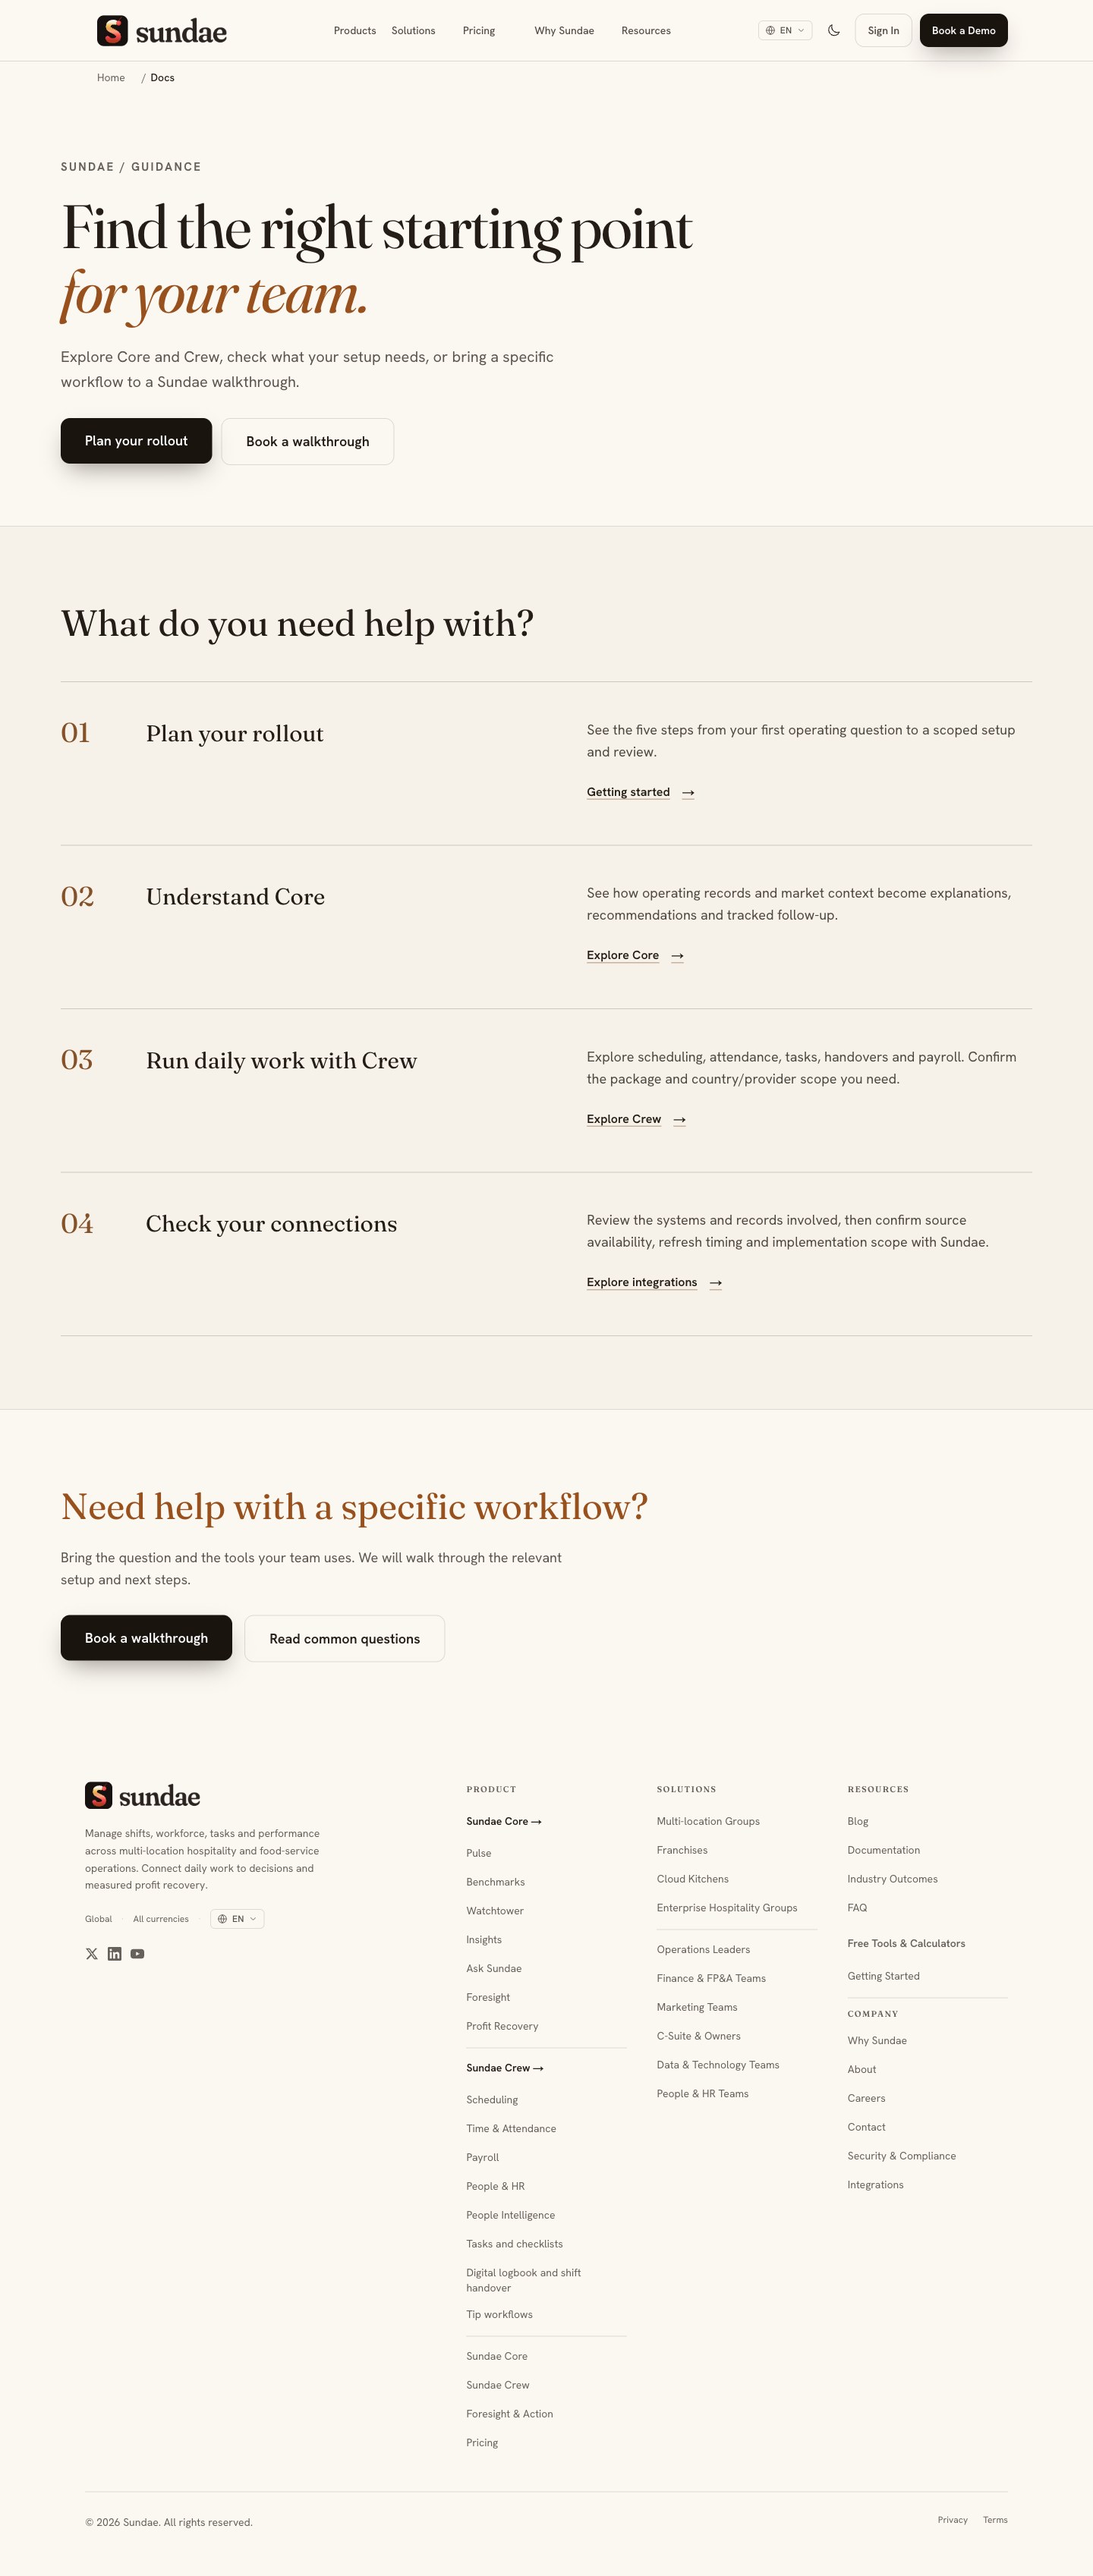 sundae
Products Solutions Pricing Why Sundae Resources EN Sign In Book a Demo
Home / Docs
SUNDAE / GUIDANCE
Find the right starting point
for your team.
Explore Core and Crew, check what your setup needs, or bring a specific
workflow to a Sundae walkthrough.
Plan your rollout Book a walkthrough
What do you need help with?
01 Plan your rollout
See the five steps from your first operating question to a scoped setup
and review.
Getting started →
02 Understand Core
See how operating records and market context become explanations,
recommendations and tracked follow-up.
Explore Core →
03 Run daily work with Crew
Explore scheduling, attendance, tasks, handovers and payroll. Confirm
the package and country/provider scope you need.
Explore Crew →
04 Check your connections
Review the systems and records involved, then confirm source
availability, refresh timing and implementation scope with Sundae.
Explore integrations →
Need help with a specific workflow?
Bring the question and the tools your team uses. We will walk through the relevant
setup and next steps.
Book a walkthrough Read common questions
sundae
Manage shifts, workforce, tasks and performance
across multi-location hospitality and food-service
operations. Connect daily work to decisions and
measured profit recovery.
Global · All currencies · EN
PRODUCT
Sundae Core →
Pulse
Benchmarks
Watchtower
Insights
Ask Sundae
Foresight
Profit Recovery
Sundae Crew →
Scheduling
Time & Attendance
Payroll
People & HR
People Intelligence
Tasks and checklists
Digital logbook and shift
handover
Tip workflows
Sundae Core
Sundae Crew
Foresight & Action
Pricing
SOLUTIONS
Multi-location Groups
Franchises
Cloud Kitchens
Enterprise Hospitality Groups
Operations Leaders
Finance & FP&A Teams
Marketing Teams
C-Suite & Owners
Data & Technology Teams
People & HR Teams
RESOURCES
Blog
Documentation
Industry Outcomes
FAQ
Free Tools & Calculators
Getting Started
COMPANY
Why Sundae
About
Careers
Contact
Security & Compliance
Integrations
© 2026 Sundae. All rights reserved.
Privacy Terms